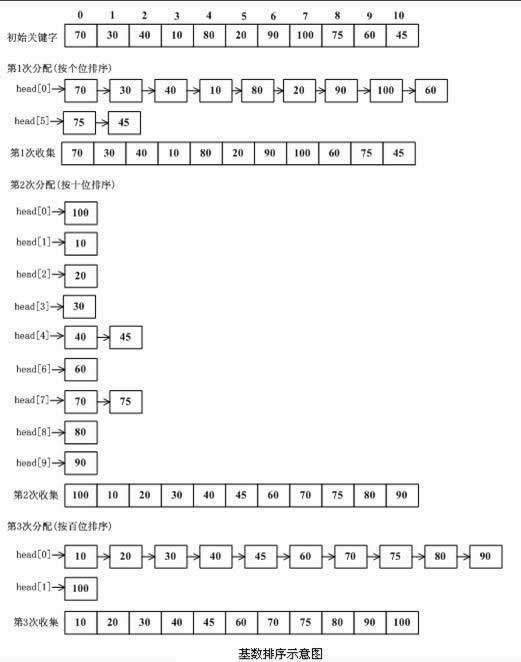 0 1 2 3 4 5 6 7 8 9 10
初始关键字 70 30 40 10 80 20 90 100 75 60 45
第1次分配(按个位排序)
head[0] 70 30 40 10 80 20 90 100 60
head[5] 75 45
第1次收集 70 30 40 10 80 20 90 100 60 75 45
第2次分配(按十位排序)
head[0] 100
head[1] 10
head[2] 20
head[3] 30
head[4] 40 45
head[6] 60
head[7] 70 75
head[8] 80
head[9] 90
第2次收集 100 10 20 30 40 45 60 70 75 80 90
第3次分配(按百位排序)
head[0] 10 20 30 40 45 60 70 75 80 90
head[1] 100
第3次收集 10 20 30 40 45 60 70 75 80 90 100
基数排序示意图